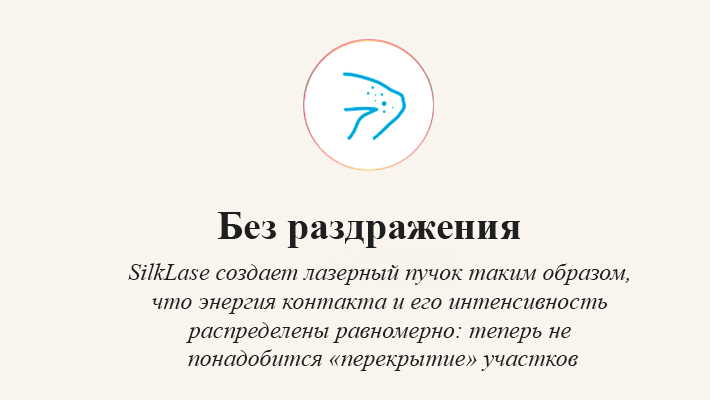 Без раздражения
SilkLase создает лазерный пучок таким образом,
что энергия контакта и его интенсивность
распределены равномерно: теперь не
понадобится «перекрытие» участков